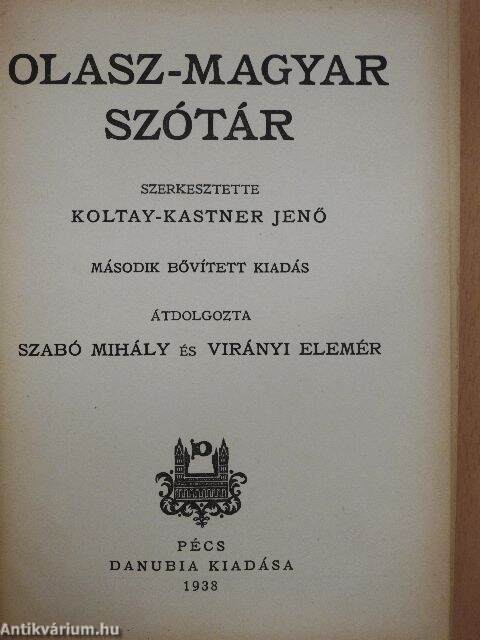 OLASZ-MAGYAR
SZÓTÁR
SZERKESZTETTE
KOLTAY-KASTNER JENŐ
MÁSODIK BŐVÍTETT KIADÁS
ÁTDOLGOZTA
SZABÓ MIHÁLY ÉS VIRÁNYI ELEMÉR
D
PÉCS
DANUBIA KIADÁSA
1938
Antikvárium.hu